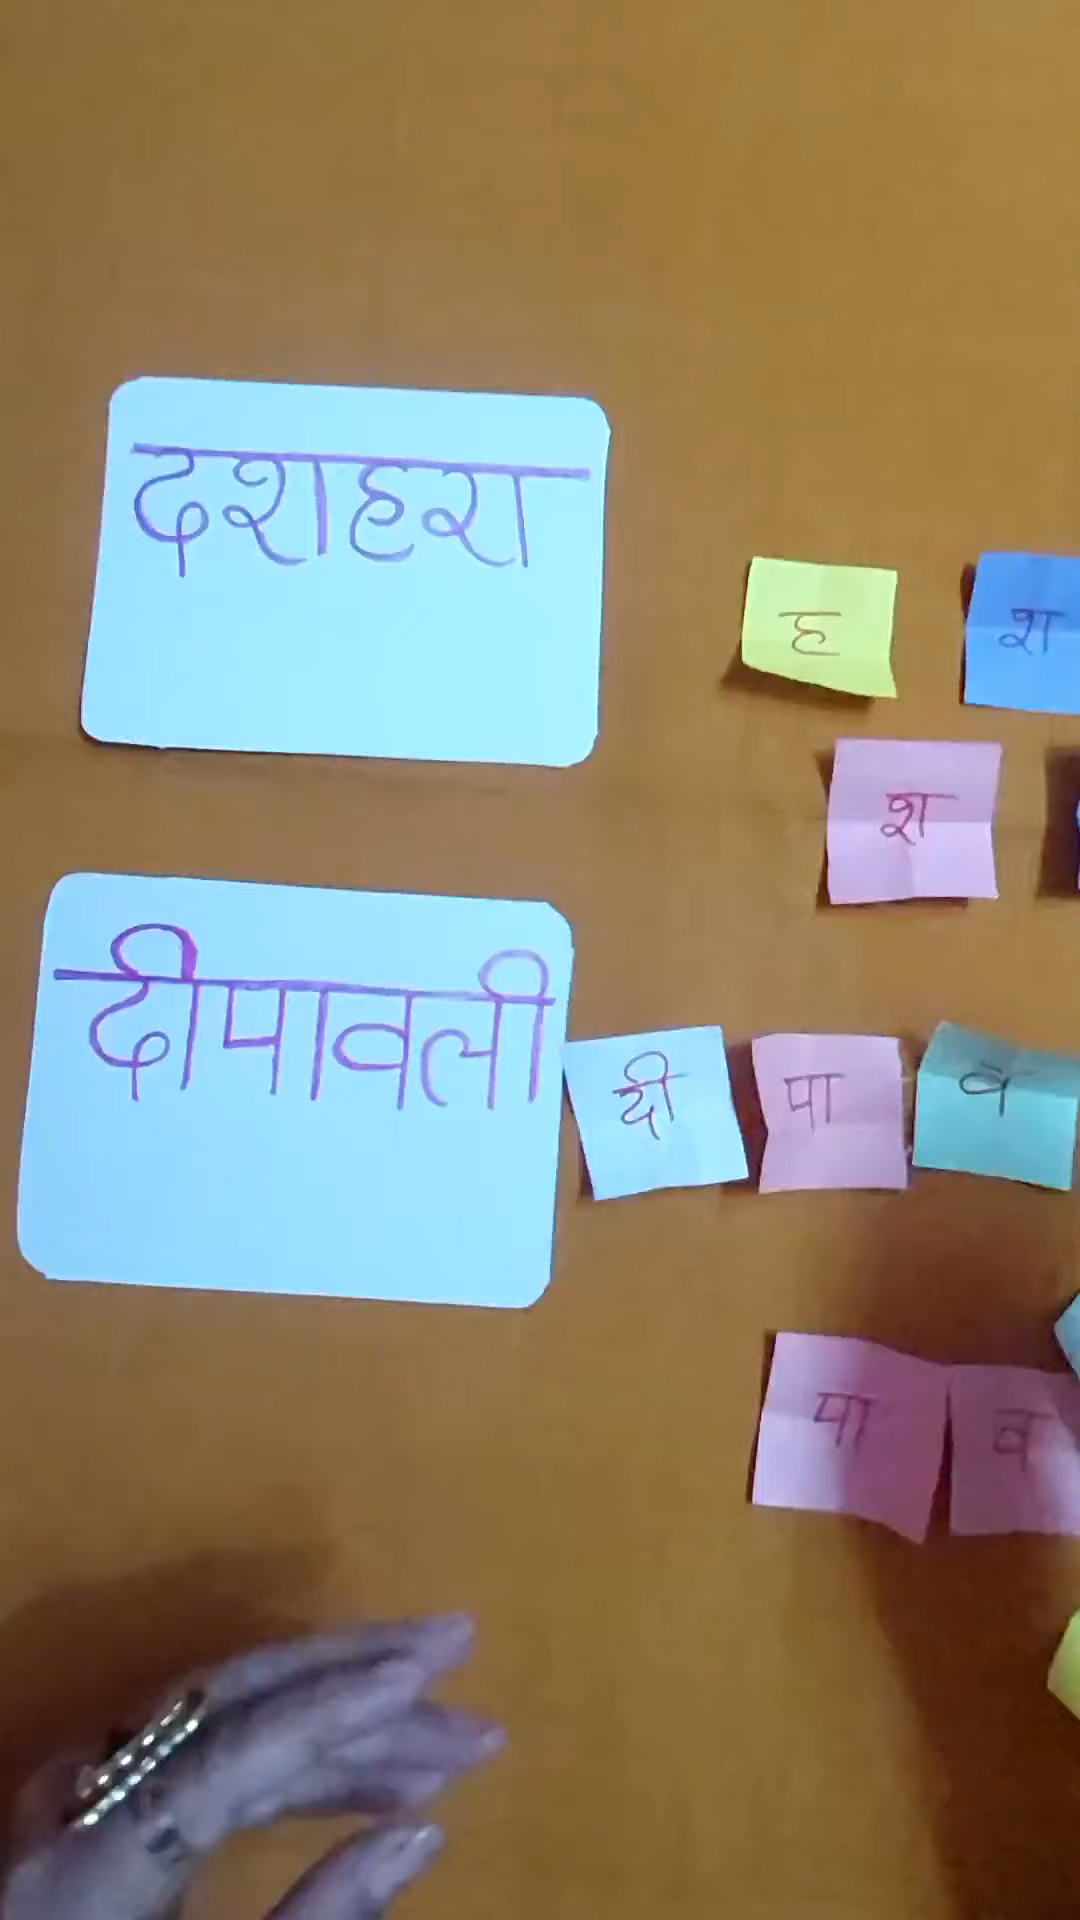 दशहरा
ह श
श
दीपावली
दी पा व
पा व